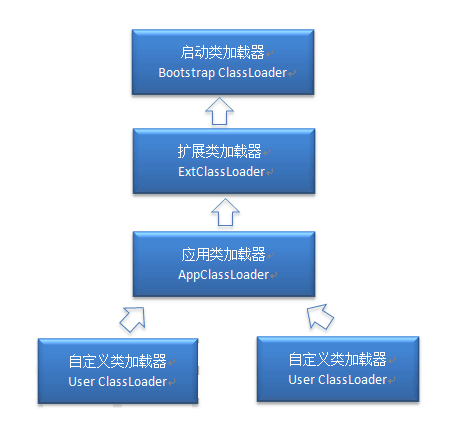 启动类加载器
Bootstrap ClassLoader
扩展类加载器
ExtClassLoader
应用类加载器
AppClassLoader
自定义类加载器
User ClassLoader
自定义类加载器
User ClassLoader